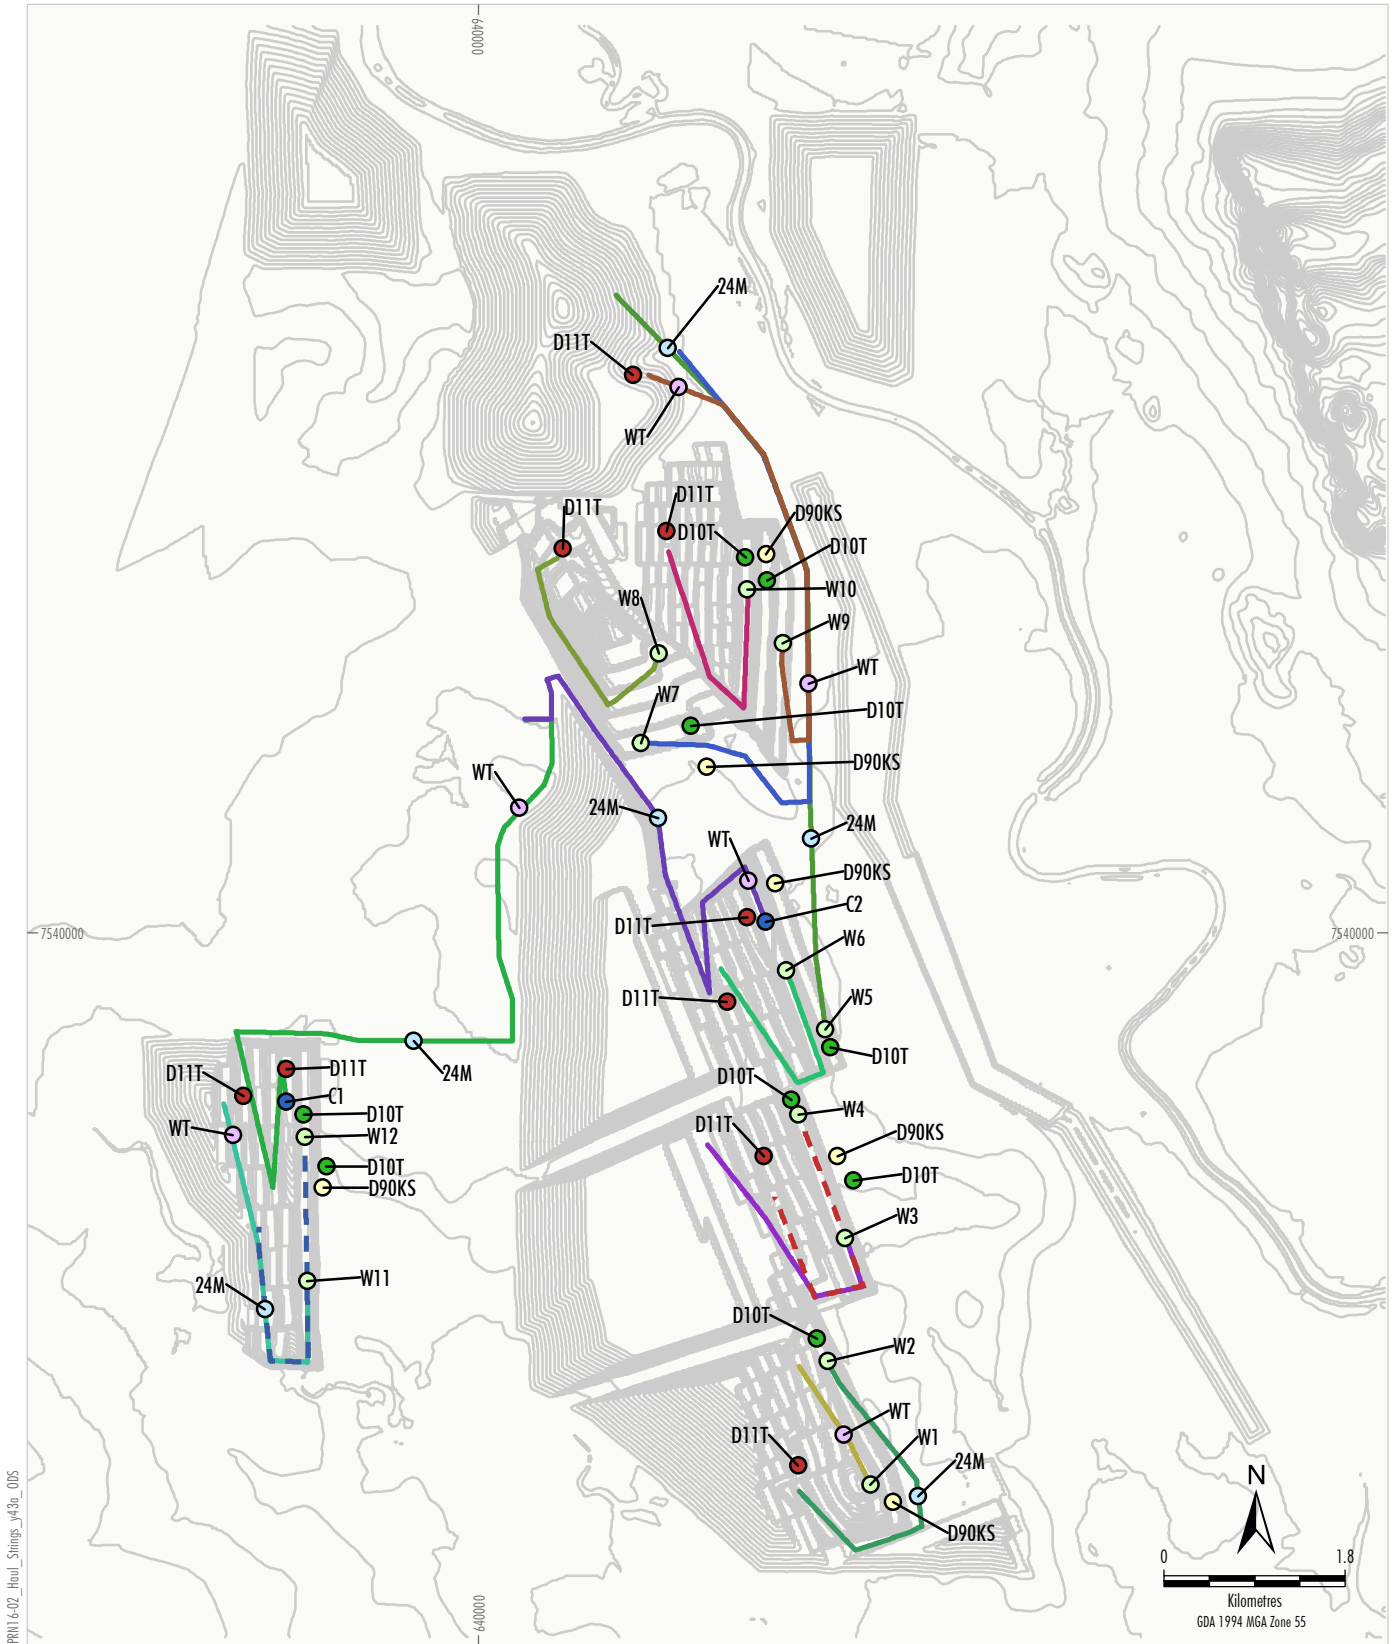 640000
24M
D11T
WT
D11T
D11T
D90KS
D10T
D10T
W10
W8
W9
WT
W7
D10T
D90KS
WT
24M
24M
WT
D90KS
C2
D11T
7540000
7540000
W6
D11T
W5
D10T
24M
D11T
D11T
D10T
C1
W4
D10T
WT
W12
D11T
D90KS
D10T
D10T
D90KS
W3
24M
W11
D10T
W2
WT
D11T
W1
24M
D90KS
N
0
1.8
Kilometres
GDA 1994 MGA Zone 55
640000
PRN16-02_Haul_Strings_y43a_ODS